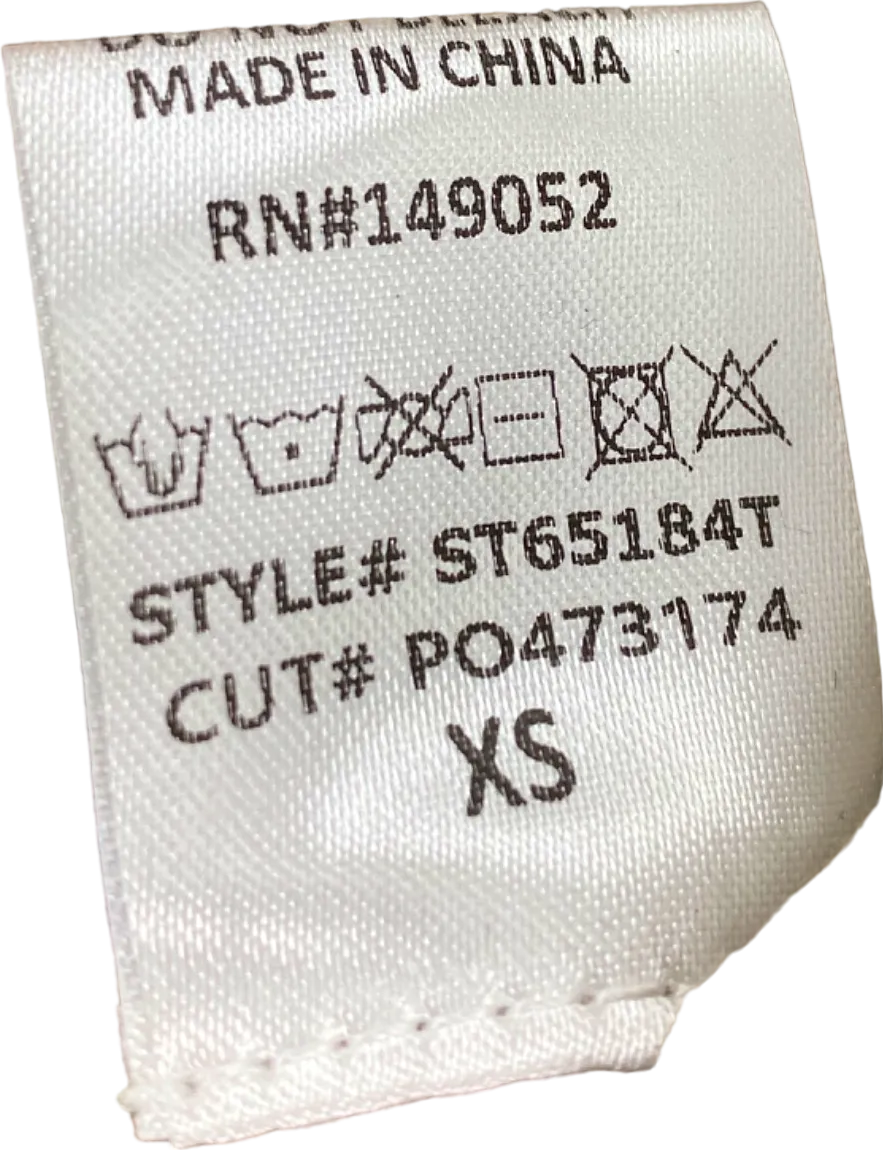 MADE IN CHINA
RN#149052
STYLE# ST65184T
CUT# PO473174
XS